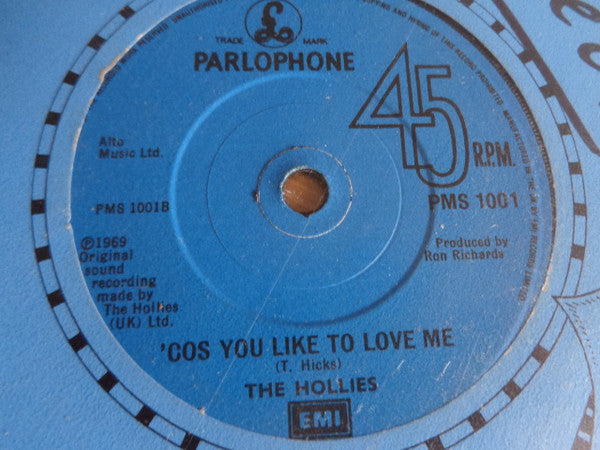 TRADE MARK
£
PARLOPHONE
45
R.P.M.
Alto
Music Ltd.
PMS 1001B
PMS 1001
℗1969
Original
sound
recording
made by
The Hollies
(UK) Ltd.
Produced by
Ron Richards
'COS YOU LIKE TO LOVE ME
(T. Hicks)
THE HOLLIES
EMI